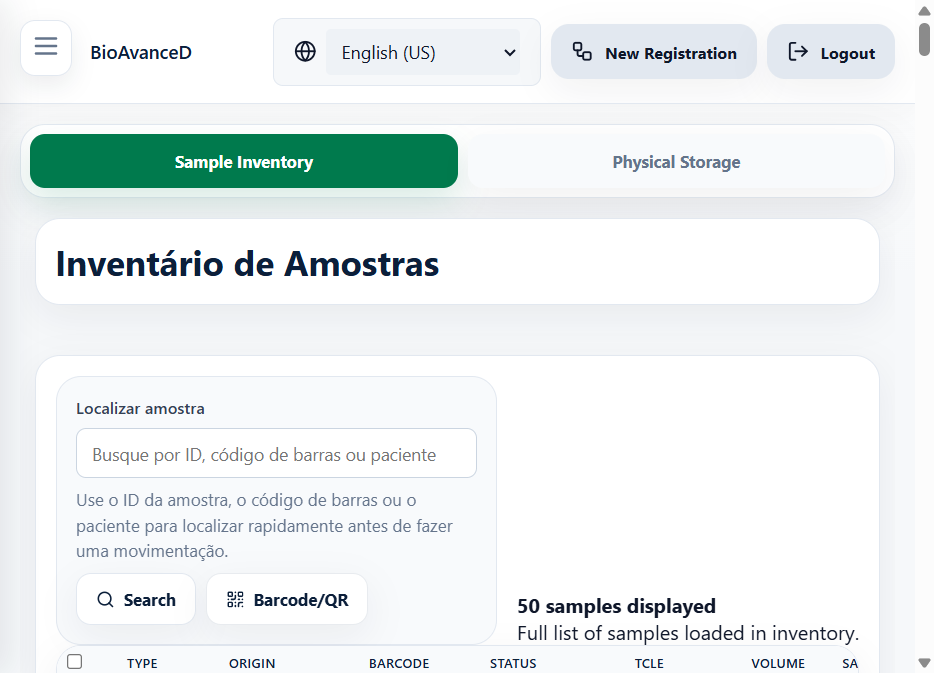 BioAvanceD
English (US)
New Registration
Logout
Sample Inventory
Physical Storage
Inventário de Amostras
Localizar amostra
Busque por ID, código de barras ou paciente
Use o ID da amostra, o código de barras ou o
paciente para localizar rapidamente antes de fazer
uma movimentação.
Search
Barcode/QR
50 samples displayed
Full list of samples loaded in inventory.
TYPE ORIGIN BARCODE STATUS TCLE VOLUME SA